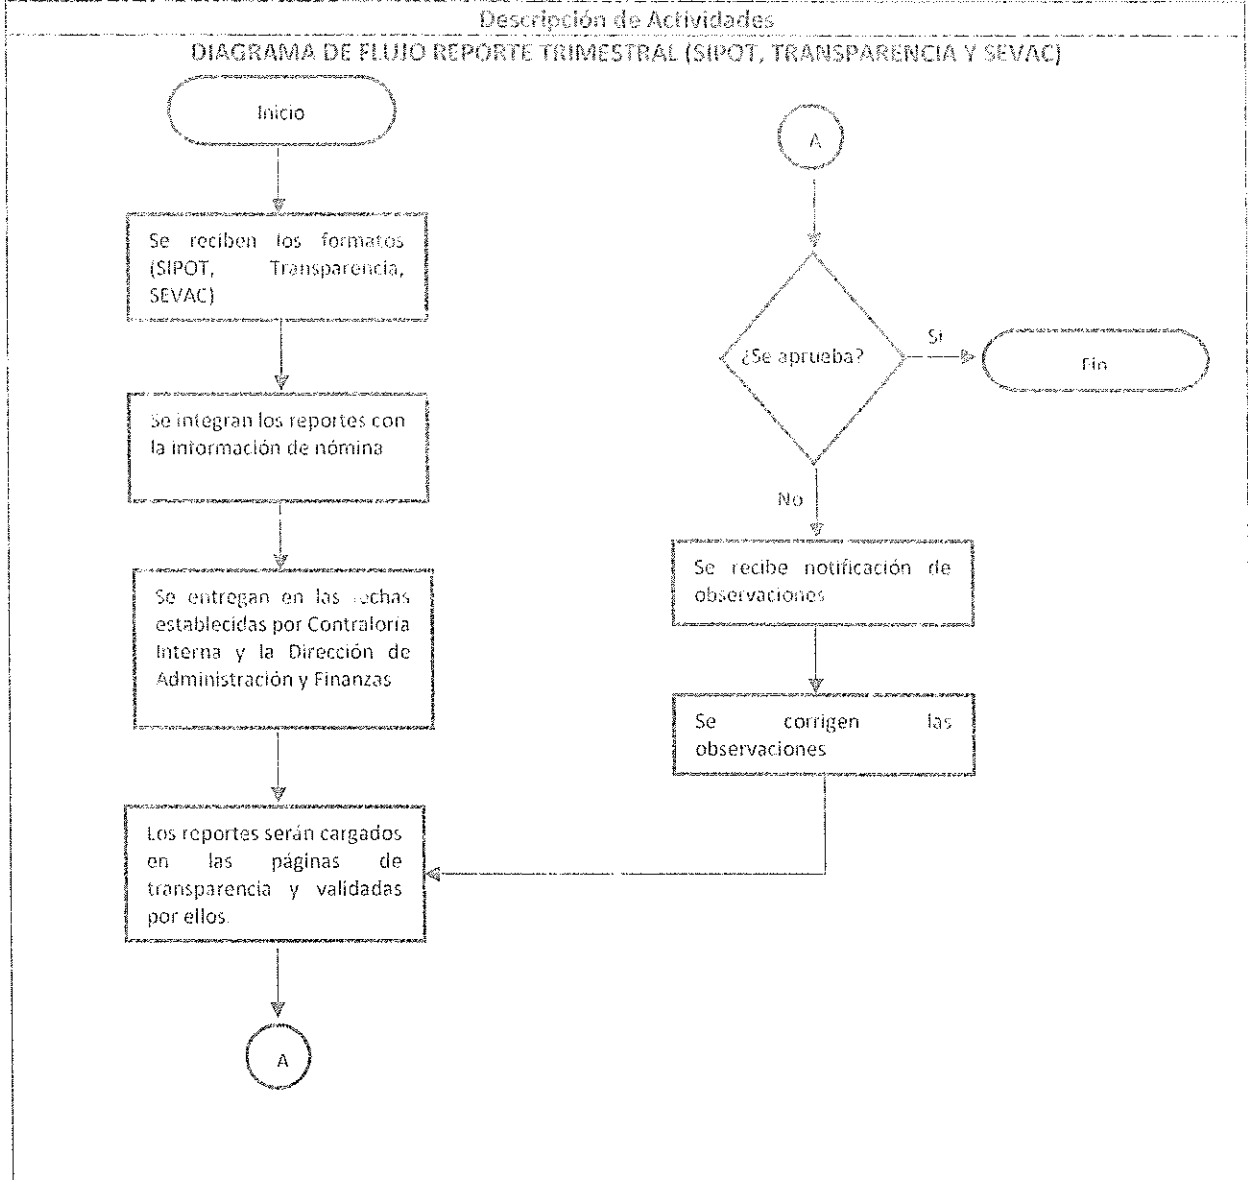 Descripción de Actividades
DIAGRAMA DE FLUJO REPORTE TRIMESTRAL (SIPOT, TRANSPARENCIA Y SEVAC)
Inicio
Se reciben los formatos
(SIPOT, Transparencia,
SEVAC)
Se integran los reportes con
la información de nómina
Se entregan en las fechas
establecidas por Contraloría
Interna y la Dirección de
Administración y Finanzas
Los reportes serán cargados
en las páginas de
transparencia y validadas
por ellos.
A
A
¿Se aprueba?
Si
Fin
No
Se recibe notificación de
observaciones
Se corrigen las
observaciones